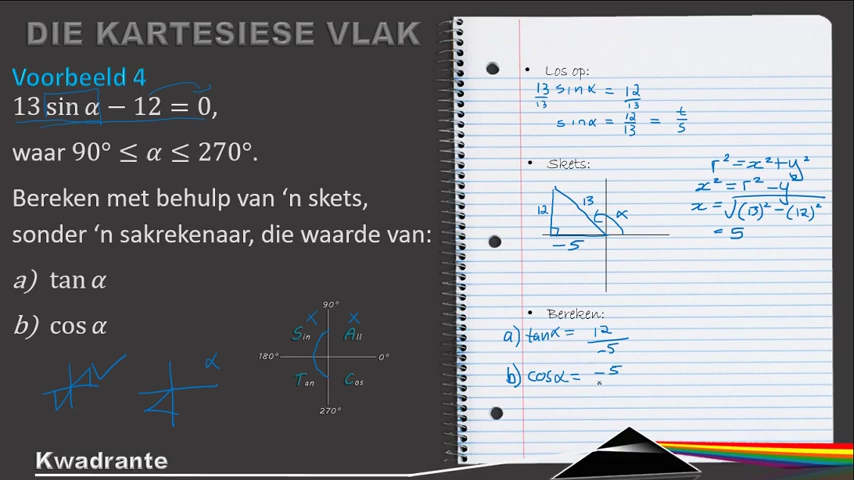 DIE KARTESIESE VLAK
Voorbeeld 4
13 sin α − 12 = 0,
waar 90° ≤ α ≤ 270°.
Bereken met behulp van ‘n skets,
sonder ‘n sakrekenaar, die waarde van:
a) tan α
b) cos α
90°
x x
Sin All
180° 0°
Tan Cos
270°
α
Kwadrante
• Los op:
13/13 sin α = 12/13
sin α = 12/13 = t/s
• Skets:
12 13 α
-5
r² = x² + y²
x² = r² - y²
x = √(13)² - (12)²
= 5
• Bereken:
a) tan α = 12/-5
b) cos α = -5